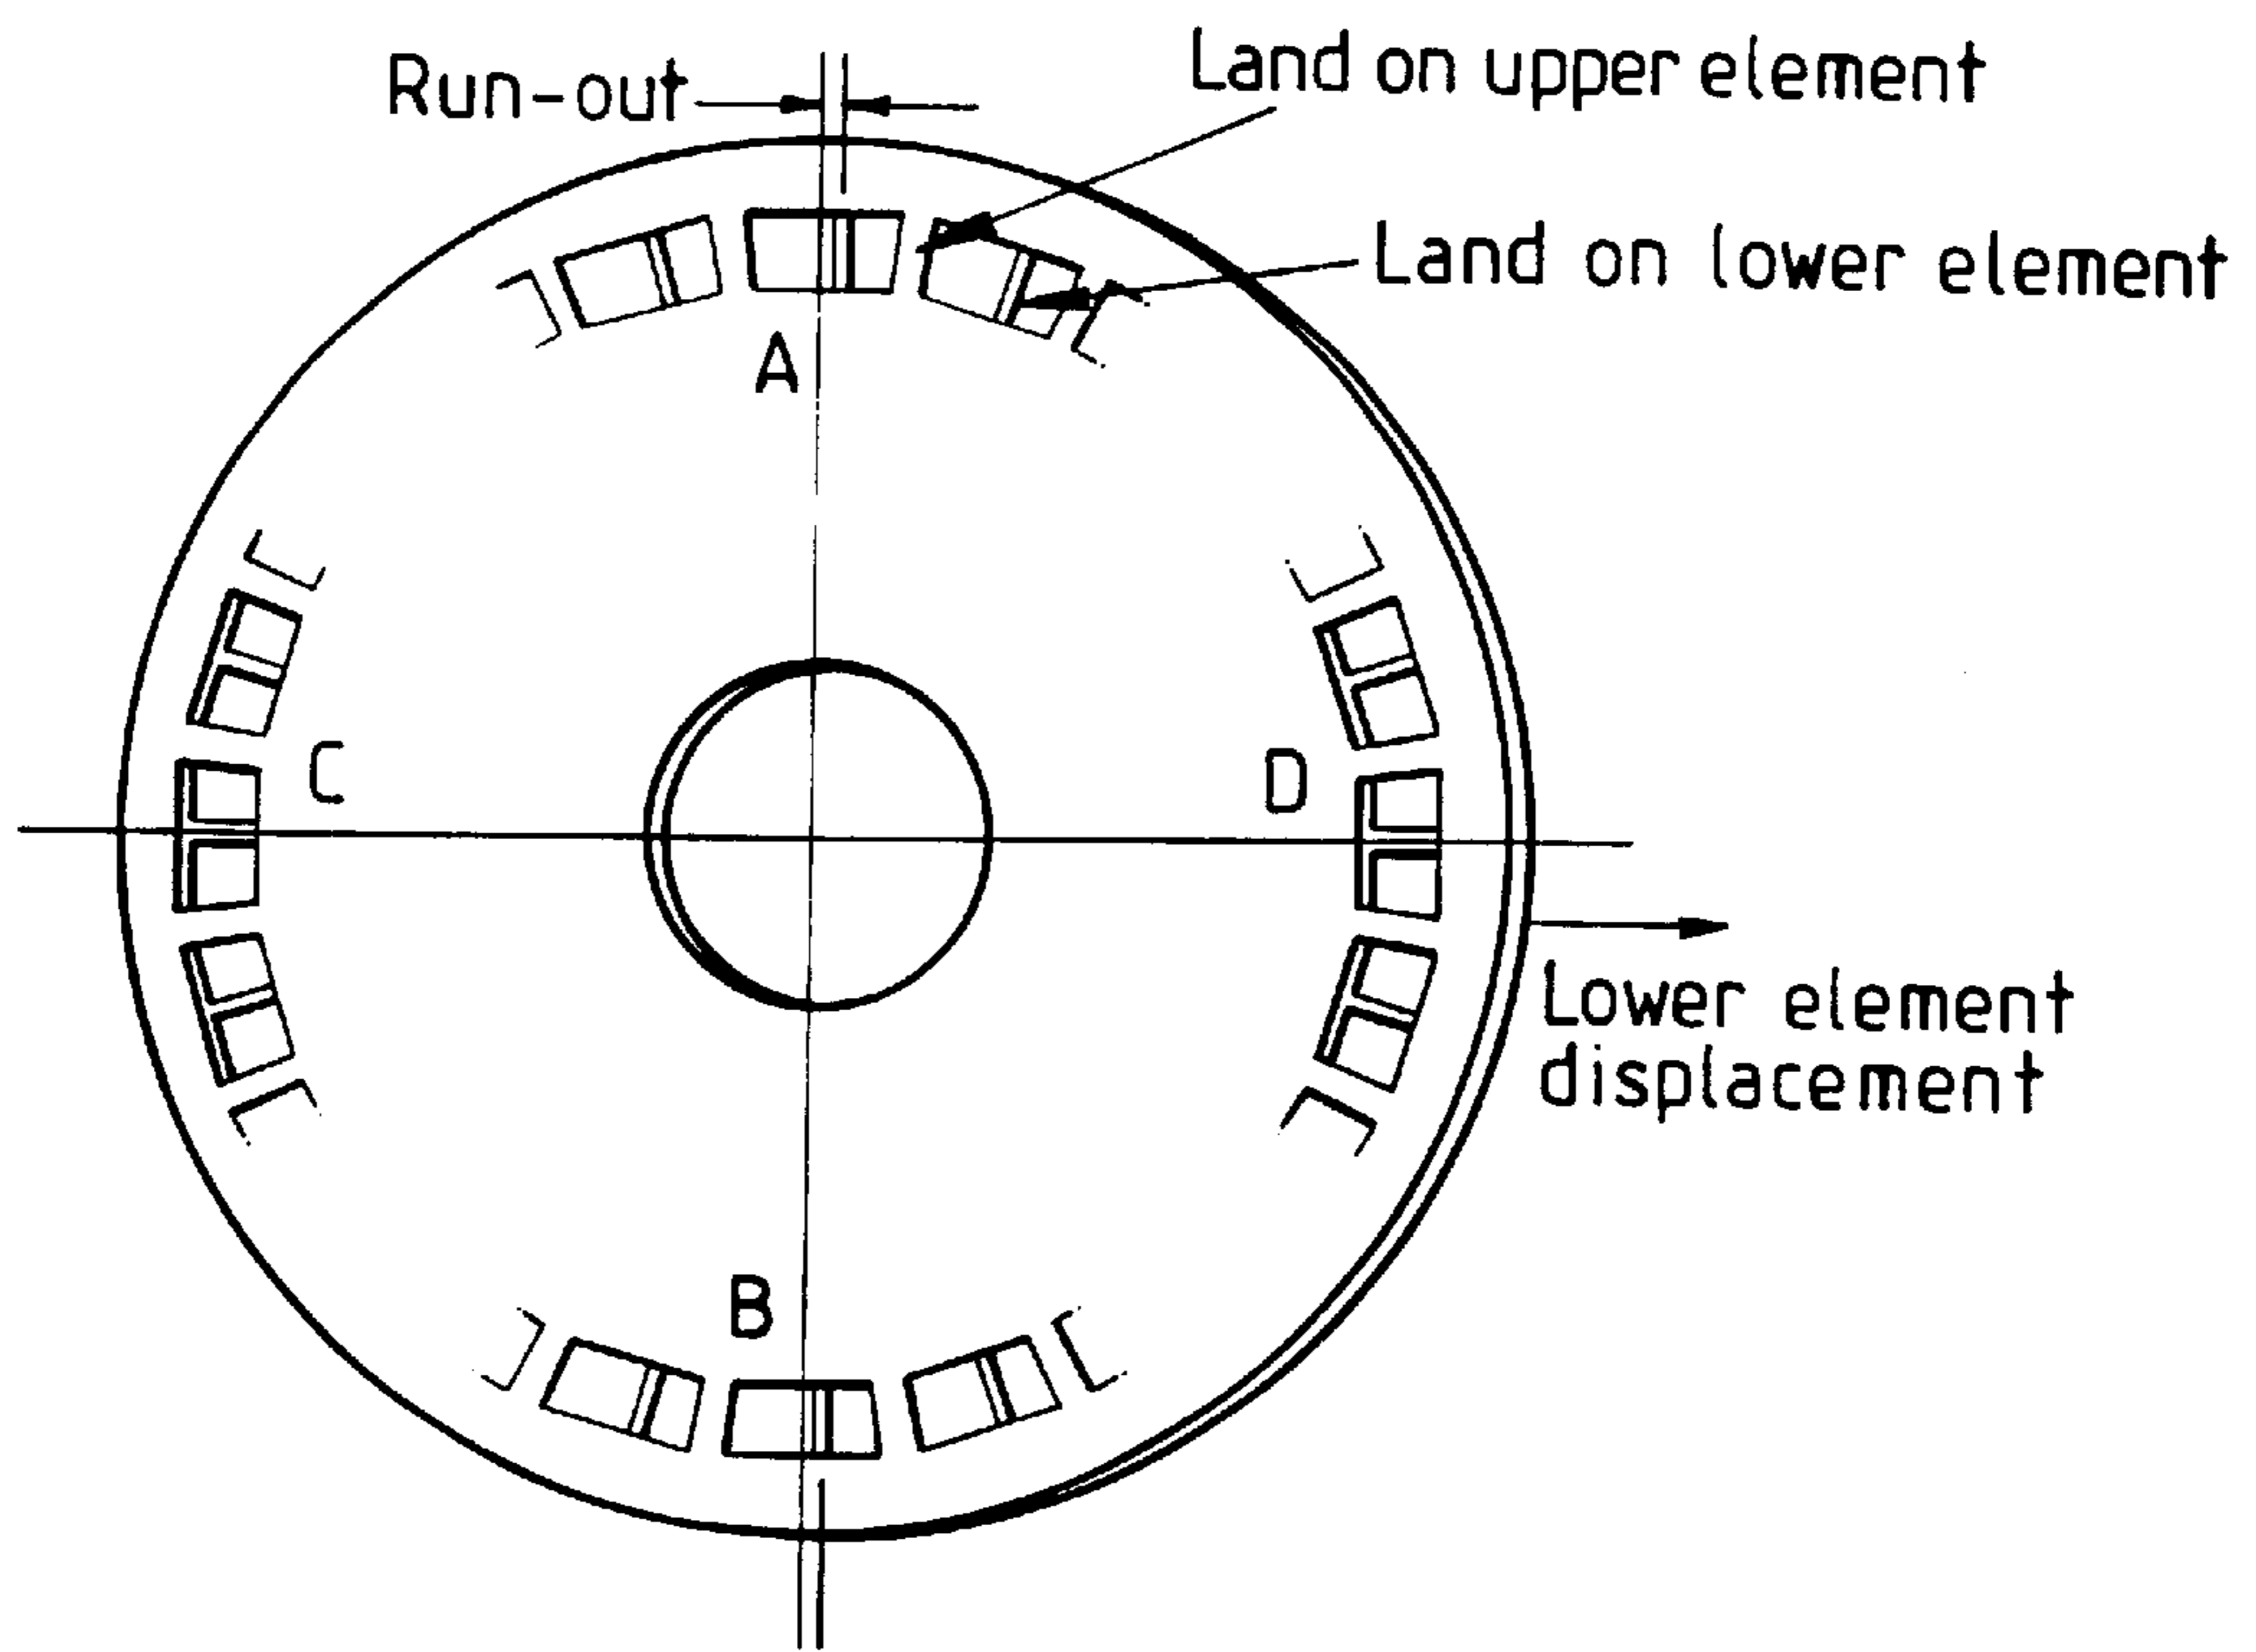 Run-out
Land on upper element
Land on lower element
A
C
D
Lower element
displacement
B